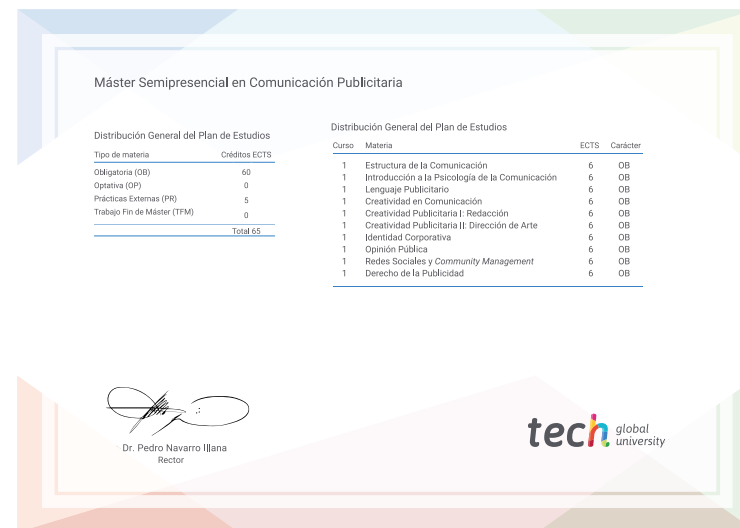 Máster Semipresencial en Comunicación Publicitaria
Distribución General del Plan de Estudios
Tipo de materia Créditos ECTS
Obligatoria (OB) 60
Optativa (OP) 0
Prácticas Externas (PR) 5
Trabajo Fin de Máster (TFM) 0
Total 65
Distribución General del Plan de Estudios
Curso Materia ECTS Carácter
1 Estructura de la Comunicación 6 OB
1 Introducción a la Psicología de la Comunicación 6 OB
1 Lenguaje Publicitario 6 OB
1 Creatividad en Comunicación 6 OB
1 Creatividad Publicitaria I: Redacción 6 OB
1 Creatividad Publicitaria II: Dirección de Arte 6 OB
1 Identidad Corporativa 6 OB
1 Opinión Pública 6 OB
1 Redes Sociales y Community Management 6 OB
1 Derecho de la Publicidad 6 OB
Dr. Pedro Navarro Illana
Rector
tech global
university